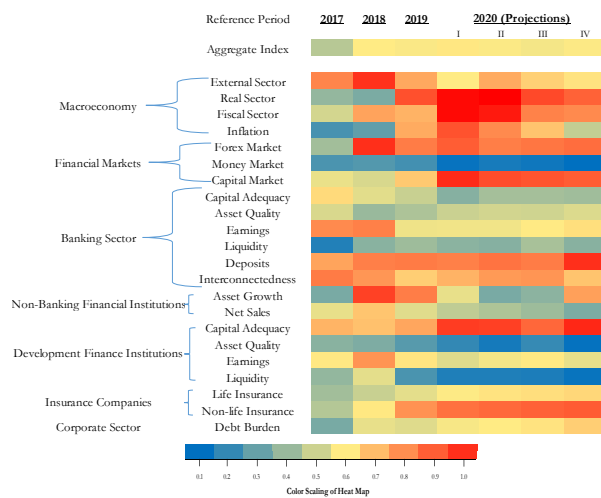 Reference Period 2017 2018 2019 2020 (Projections)
I II III IV
Aggregate Index
External Sector
Macroeconomy
Real Sector
Fiscal Sector
Inflation
Forex Market
Financial Markets
Money Market
Capital Market
Capital Adequacy
Asset Quality
Banking Sector
Earnings
Liquidity
Deposits
Interconnectedness
Non-Banking Financial Institutions
Asset Growth
Net Sales
Capital Adequacy
Development Finance Institutions
Asset Quality
Earnings
Liquidity
Insurance Companies
Life Insurance
Non-life Insurance
Corporate Sector Debt Burden
0.1 0.2 0.3 0.4 0.5 0.6 0.7 0.8 0.9 1.0
Color Scaling of Heat Map